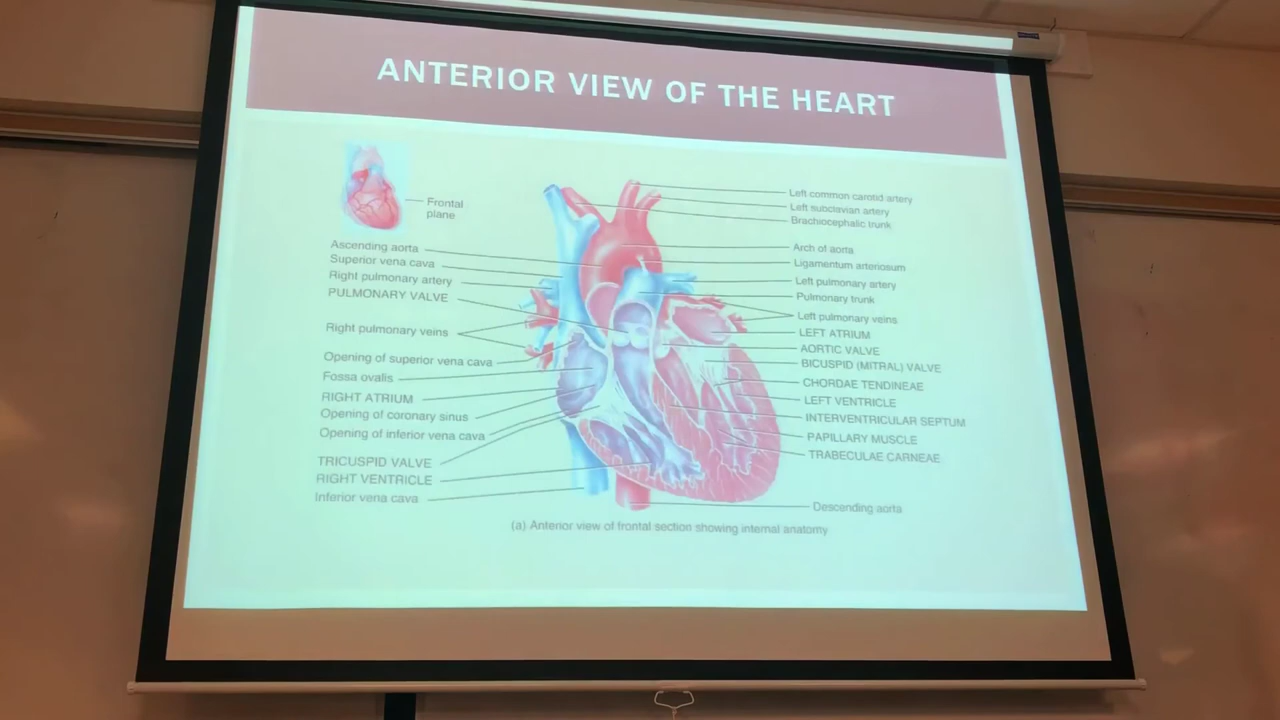 ANTERIOR VIEW OF THE HEART
Frontal
plane
Ascending aorta
Superior vena cava
Right pulmonary artery
PULMONARY VALVE
Right pulmonary veins
Opening of superior vena cava
Fossa ovalis
RIGHT ATRIUM
Opening of coronary sinus
Opening of inferior vena cava
TRICUSPID VALVE
RIGHT VENTRICLE
Inferior vena cava
Left common carotid artery
Left subclavian artery
Brachiocephalic trunk
Arch of aorta
Ligamentum arteriosum
Left pulmonary artery
Pulmonary trunk
Left pulmonary veins
LEFT ATRIUM
AORTIC VALVE
BICUSPID (MITRAL) VALVE
CHORDAE TENDINEAE
LEFT VENTRICLE
INTERVENTRICULAR SEPTUM
PAPILLARY MUSCLE
TRABECULAE CARNEAE
Descending aorta
(a) Anterior view of frontal section showing internal anatomy